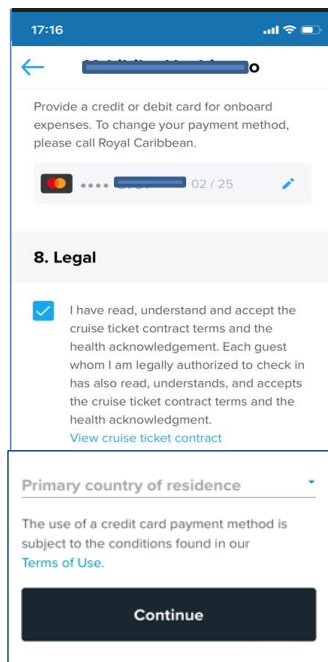 17:16
Provide a credit or debit card for onboard
expenses. To change your payment method,
please call Royal Caribbean.
•••• 02 / 25
8. Legal
I have read, understand and accept the
cruise ticket contract terms and the
health acknowledgement. Each guest
whom I am legally authorized to check in
has also read, understands, and accepts
the cruise ticket contract terms and the
health acknowledgment.
View cruise ticket contract
Primary country of residence
The use of a credit card payment method is
subject to the conditions found in our
Terms of Use.
Continue